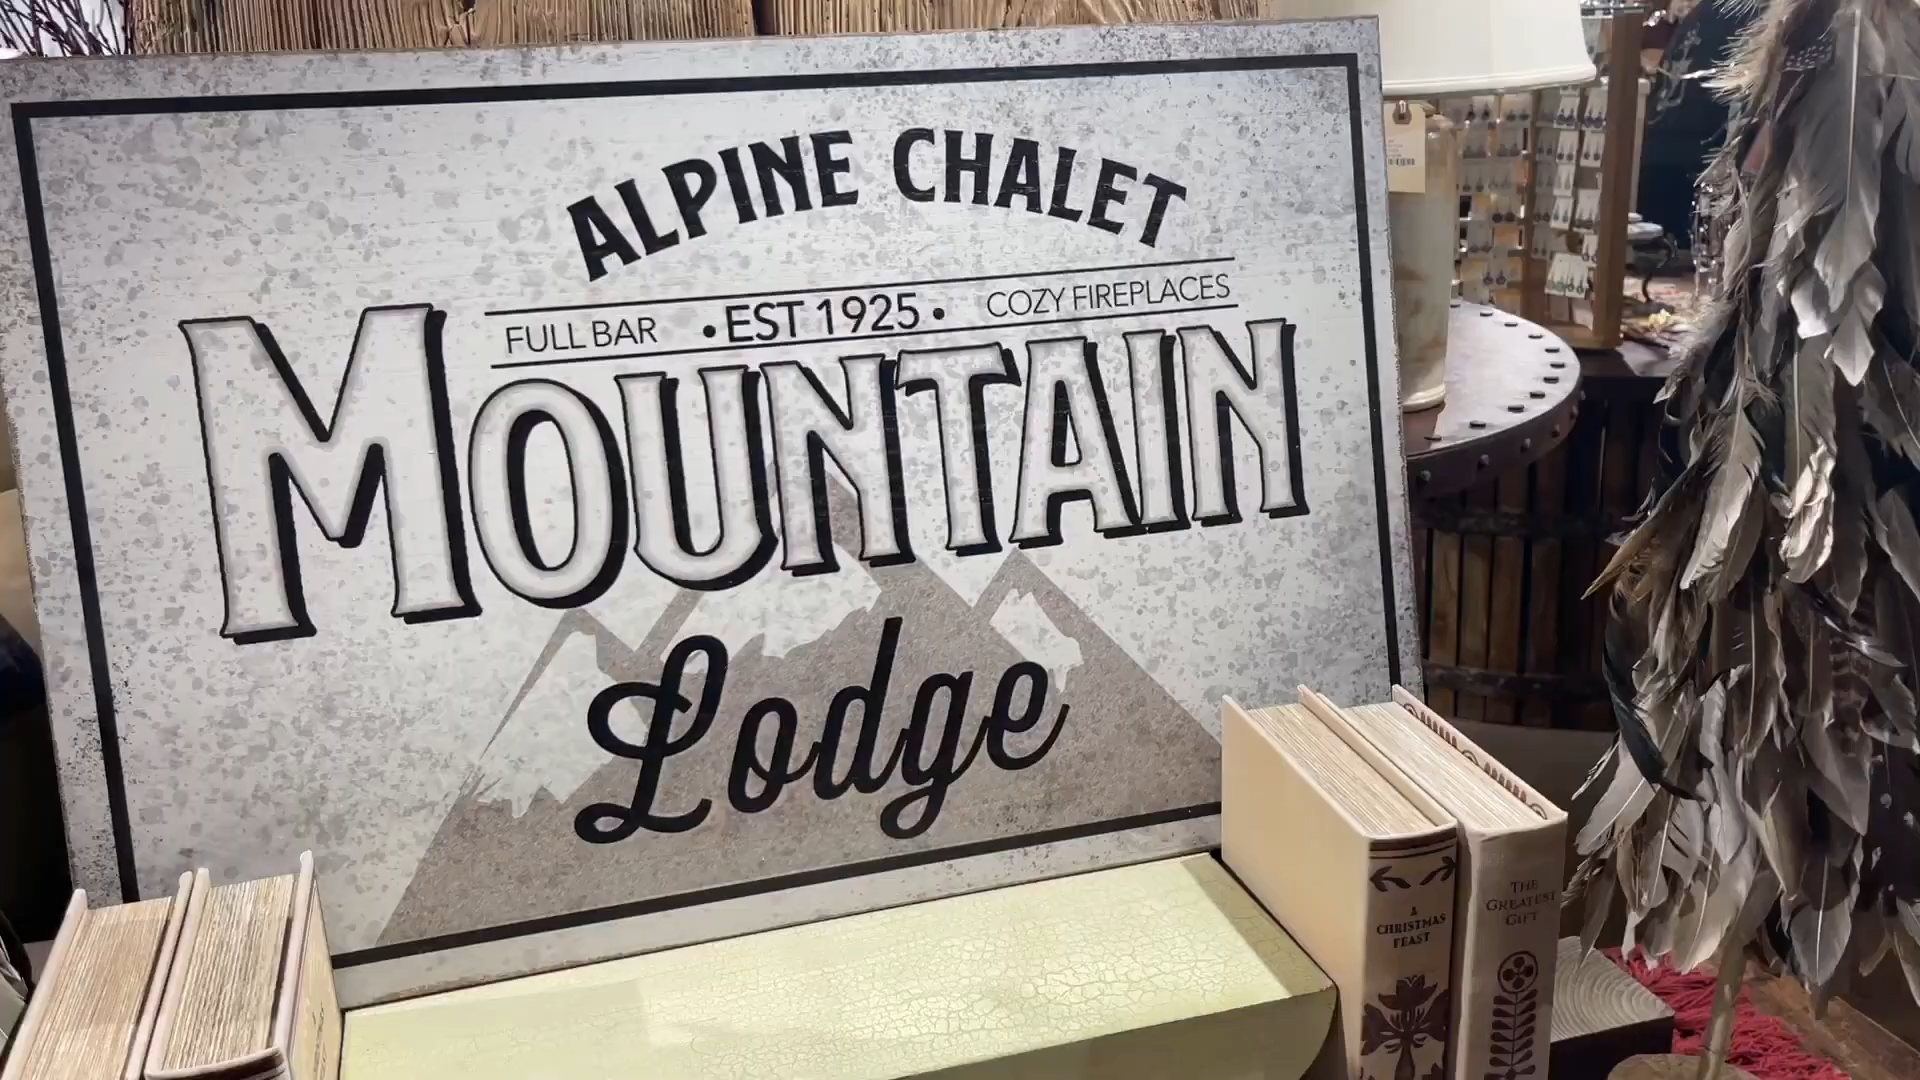 ALPINE CHALET
FULL BAR • EST 1925 • COZY FIREPLACES
MOUNTAIN
Lodge
A
CHRISTMAS
FEAST
THE
GREATEST
GIFT